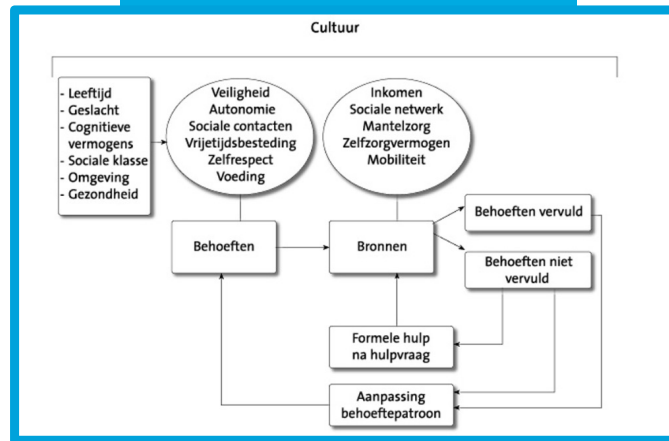 Cultuur
- Leeftijd
- Geslacht
- Cognitieve
vermogens
- Sociale klasse
- Omgeving
- Gezondheid
Veiligheid
Autonomie
Sociale contacten
Vrijetijdsbesteding
Zelfrespect
Voeding
Inkomen
Sociale netwerk
Mantelzorg
Zelfzorgvermogen
Mobiliteit
Behoeften
Bronnen
Behoeften vervuld
Behoeften niet
vervuld
Formele hulp
na hulpvraag
Aanpassing
behoeftepatroon